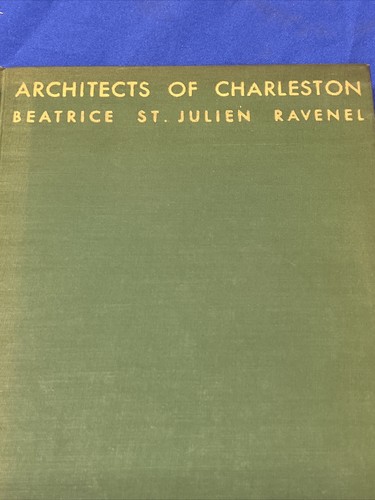 ARCHITECTS OF CHARLESTON
BEATRICE ST. JULIEN RAVENEL